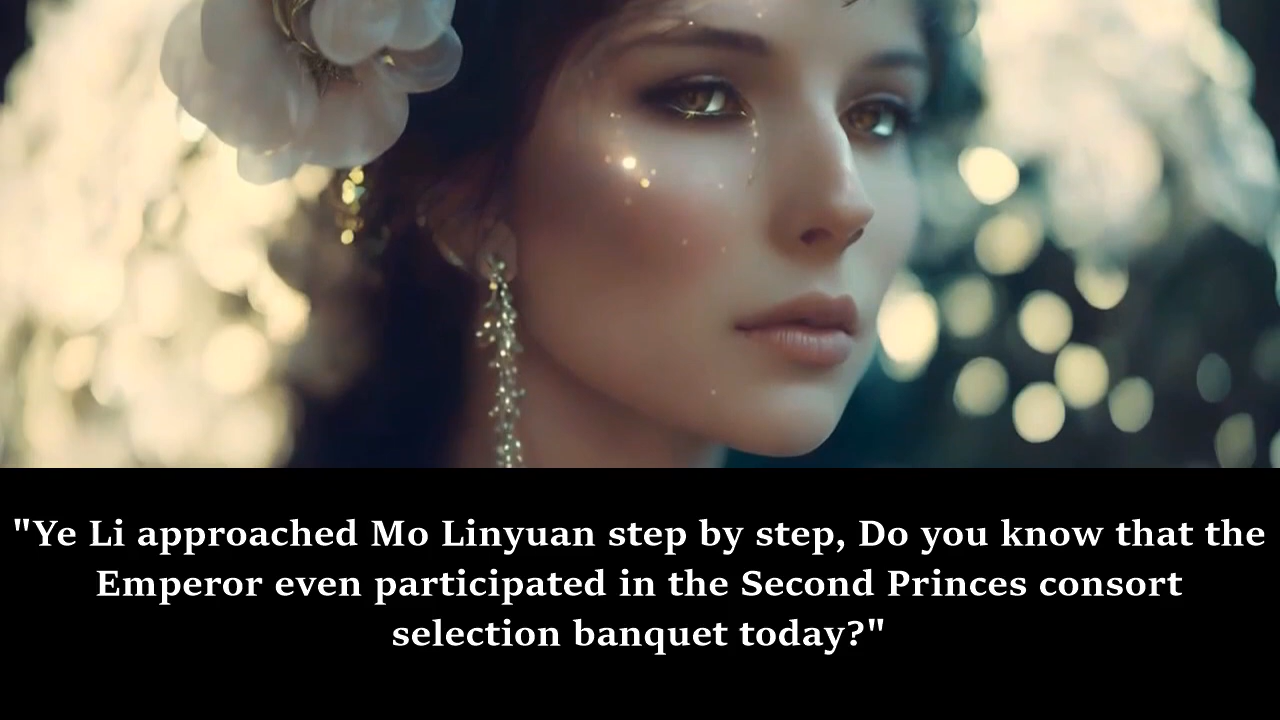 "Ye Li approached Mo Linyuan step by step, Do you know that the
Emperor even participated in the Second Princes consort
selection banquet today?"